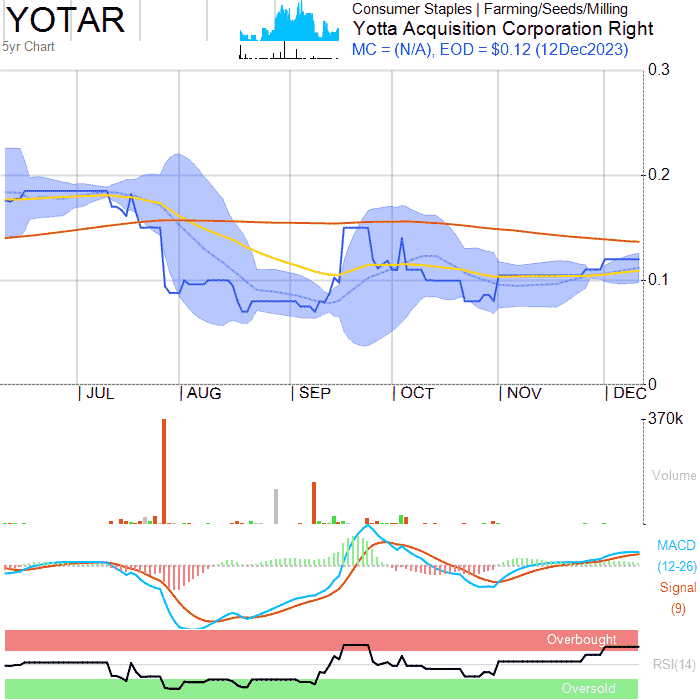 YOTAR
5yr Chart
Consumer Staples | Farming/Seeds/Milling
Yotta Acquisition Corporation Right
MC = (N/A), EOD = $0.12 (12Dec2023)
0.3
0.2
0.1
0
JUL AUG SEP OCT NOV DEC
370k
Volume
MACD
(12-26)
Signal
(9)
Overbought
RSI(14)
Oversold